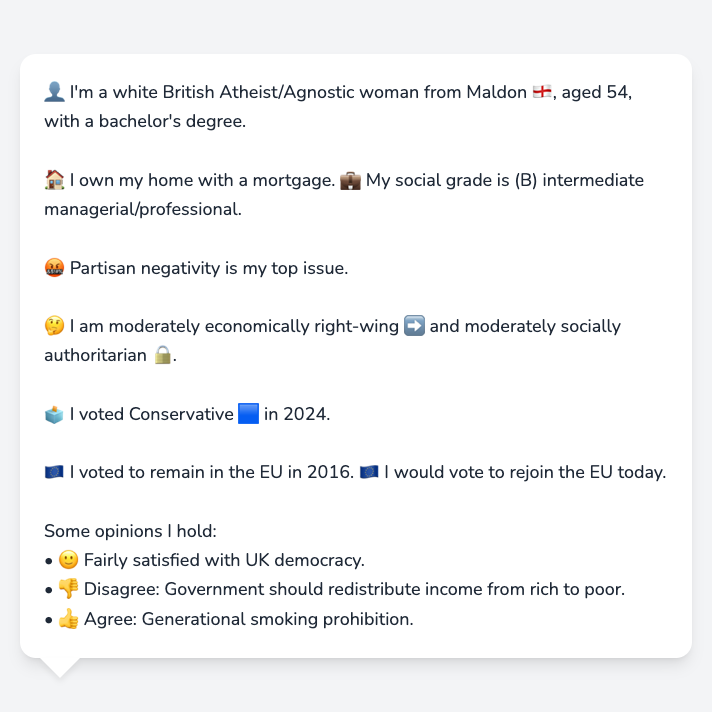 👤 I'm a white British Atheist/Agnostic woman from Maldon 🏴󠁧󠁢󠁥󠁮󠁧󠁿, aged 54,
with a bachelor's degree.
🏠 I own my home with a mortgage. 💼 My social grade is (B) intermediate
managerial/professional.
🤬 Partisan negativity is my top issue.
🤔 I am moderately economically right-wing ➡️ and moderately socially
authoritarian 🔒.
🗳️ I voted Conservative 🟦 in 2024.
🇪🇺 I voted to remain in the EU in 2016. 🇪🇺 I would vote to rejoin the EU today.
Some opinions I hold:
• 🙂 Fairly satisfied with UK democracy.
• 👎 Disagree: Government should redistribute income from rich to poor.
• 👍 Agree: Generational smoking prohibition.